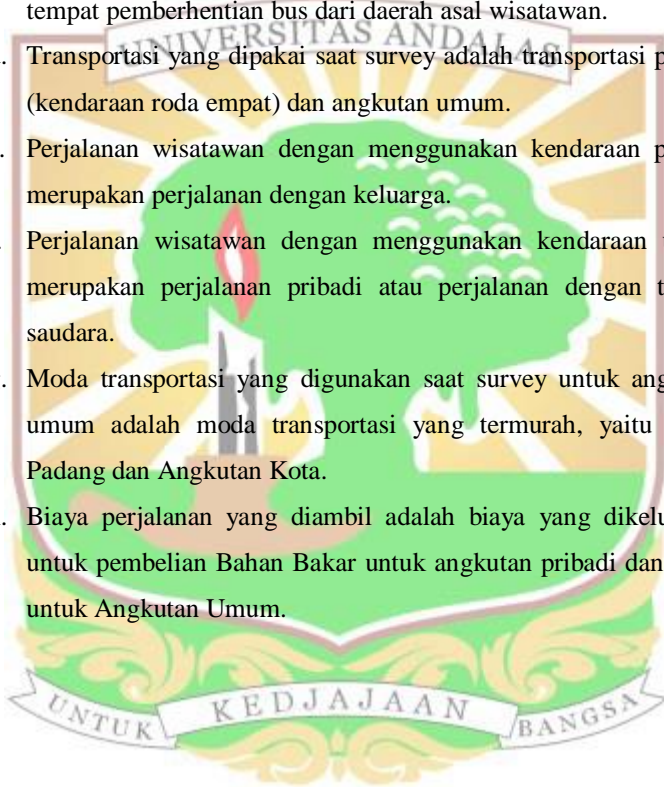 tempat pemberhentian bus dari daerah asal wisatawan.
UNIVERSITAS ANDALAS
Transportasi yang dipakai saat survey adalah transportasi
(kendaraan roda empat) dan angkutan umum.
Perjalanan wisatawan dengan menggunakan kendaraan
merupakan perjalanan dengan keluarga.
Perjalanan wisatawan dengan menggunakan kendaraan
merupakan perjalanan pribadi atau perjalanan dengan
saudara.
Moda transportasi yang digunakan saat survey untuk
umum adalah moda transportasi yang termurah, yaitu
Padang dan Angkutan Kota.
Biaya perjalanan yang diambil adalah biaya yang
untuk pembelian Bahan Bakar untuk angkutan pribadi dan
untuk Angkutan Umum.
UNTUK KEDJAJAAN BANGSA